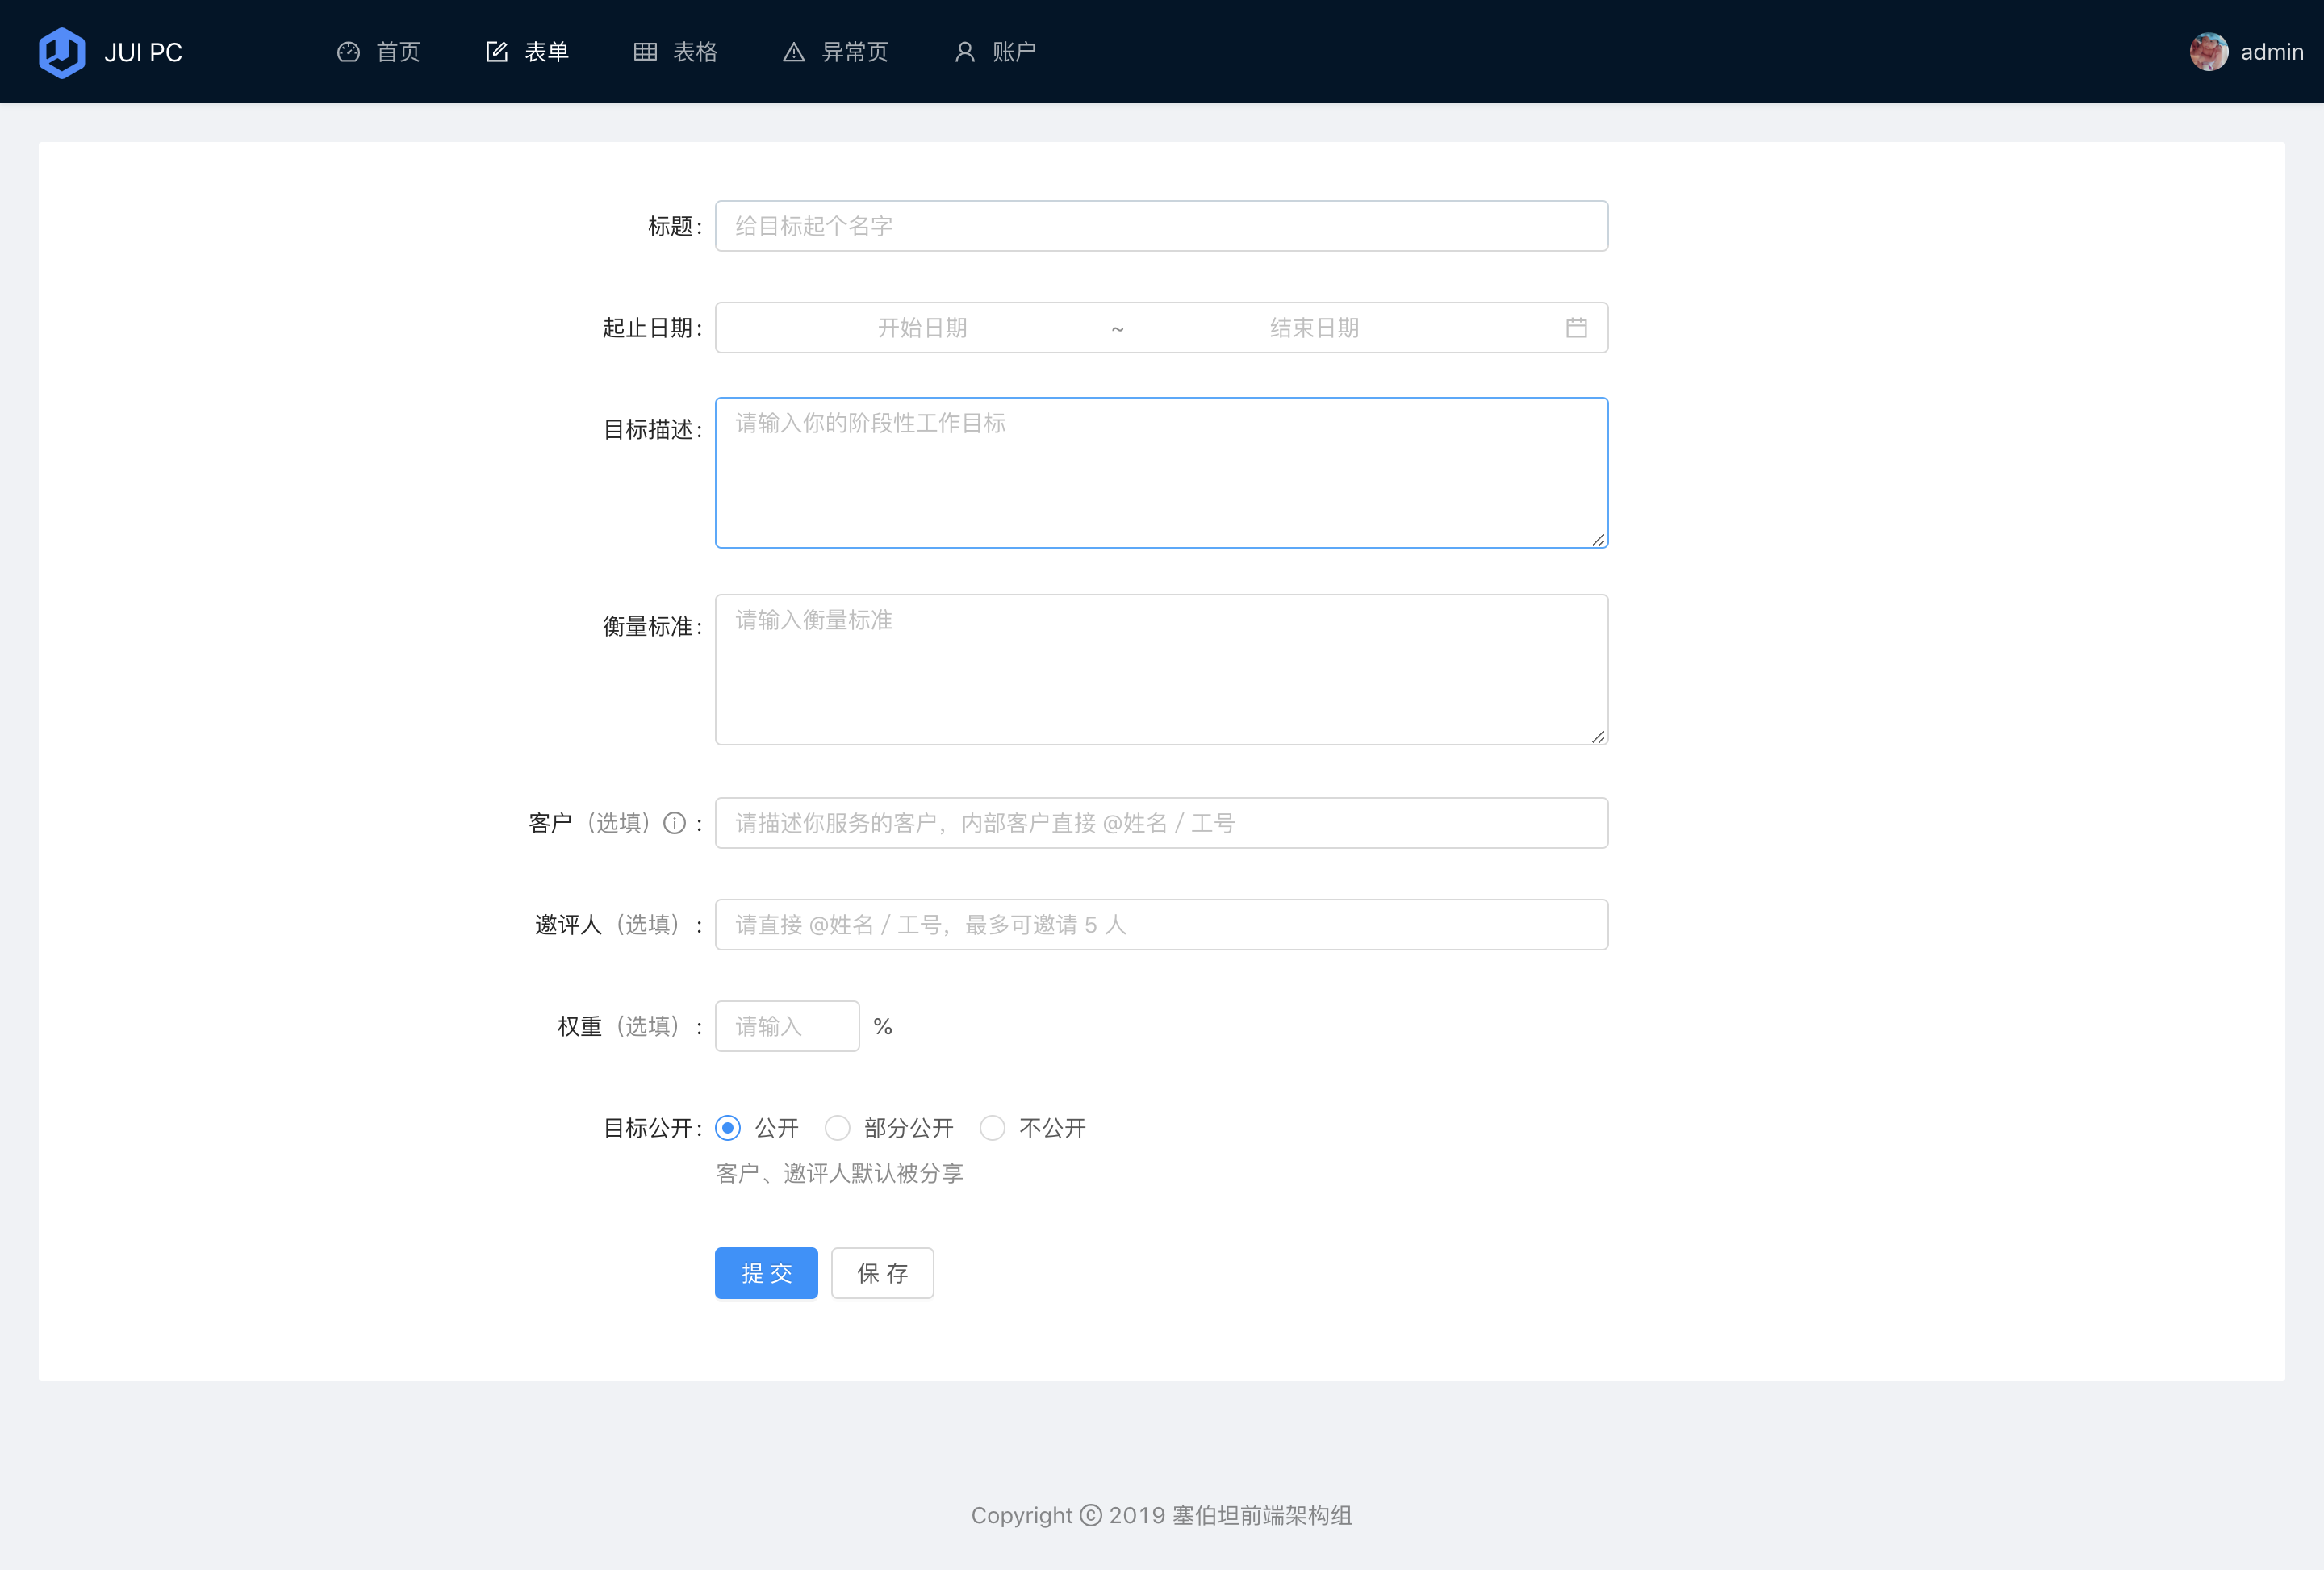 JUI PC 首页 表单 表格 异常页 账户 admin
标题: 给目标起个名字
起止日期: 开始日期 ~ 结束日期
目标描述: 请输入你的阶段性工作目标
衡量标准: 请输入衡量标准
客户（选填） : 请描述你服务的客户，内部客户直接 @姓名 / 工号
邀评人（选填） : 请直接 @姓名 / 工号，最多可邀请 5 人
权重（选填） : 请输入 %
目标公开: 公开 部分公开 不公开
客户、邀评人默认被分享
提 交 保 存
Copyright © 2019 塞伯坦前端架构组